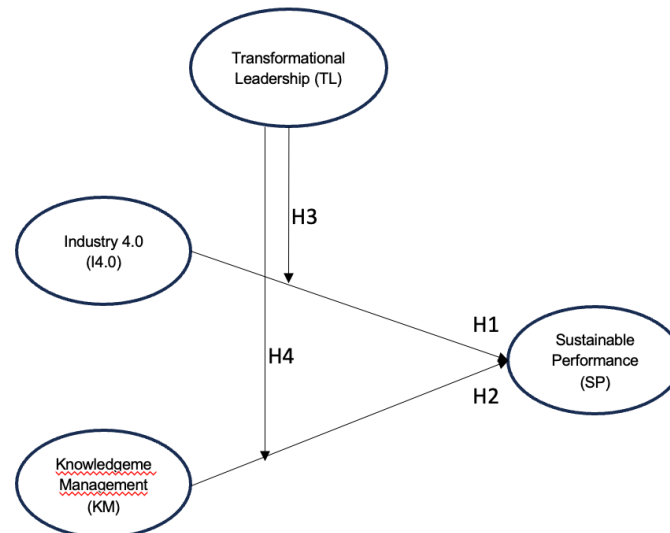 Transformational
Leadership (TL)
H3
Industry 4.0
(I4.0)
H1
Sustainable
Performance
(SP)
H4
H2
Knowledgeme
Management
(KM)